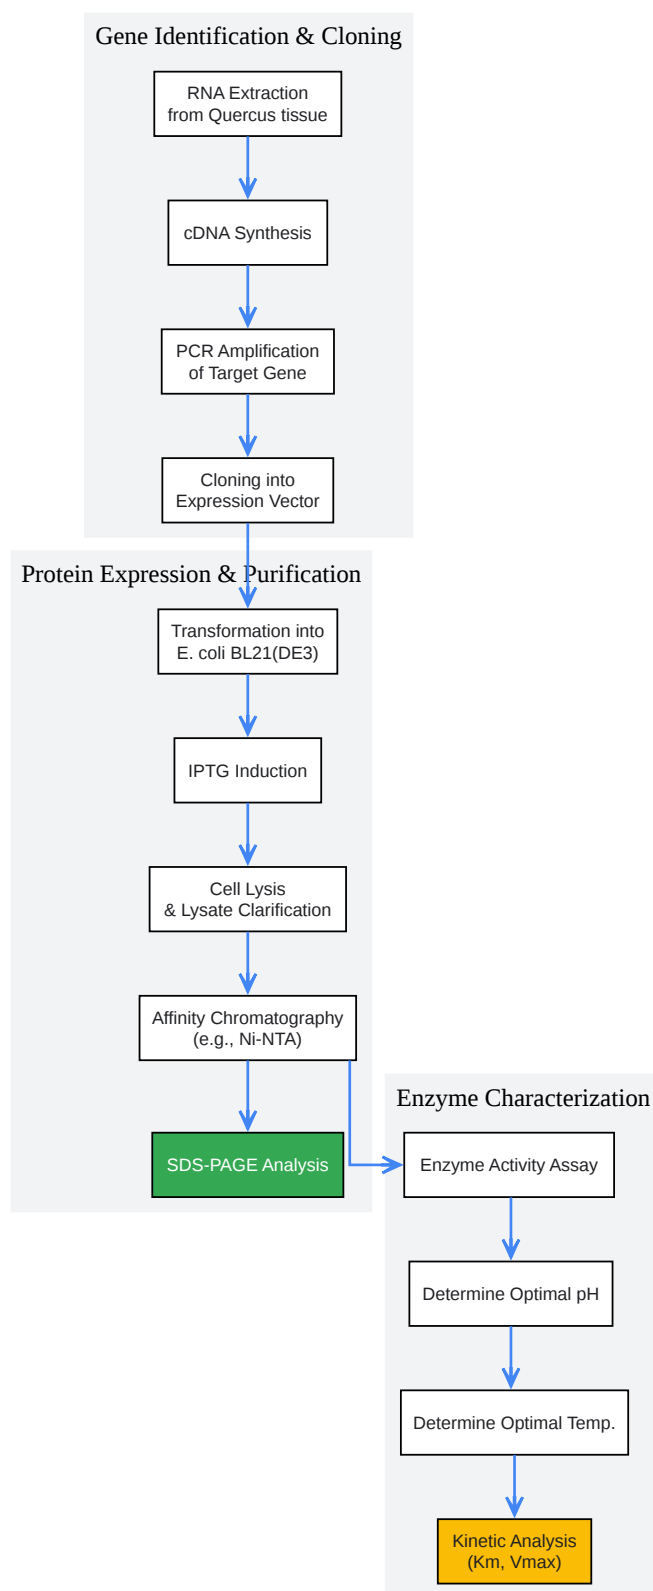 Gene Identification & Cloning
RNA Extraction
from Quercus tissue
cDNA Synthesis
PCR Amplification
of Target Gene
Cloning into
Expression Vector
Protein Expression & Purification
Transformation into
E. coli BL21(DE3)
IPTG Induction
Cell Lysis
& Lysate Clarification
Affinity Chromatography
(e.g., Ni-NTA)
SDS-PAGE Analysis
Enzyme Characterization
Enzyme Activity Assay
Determine Optimal pH
Determine Optimal Temp.
Kinetic Analysis
(Km, Vmax)